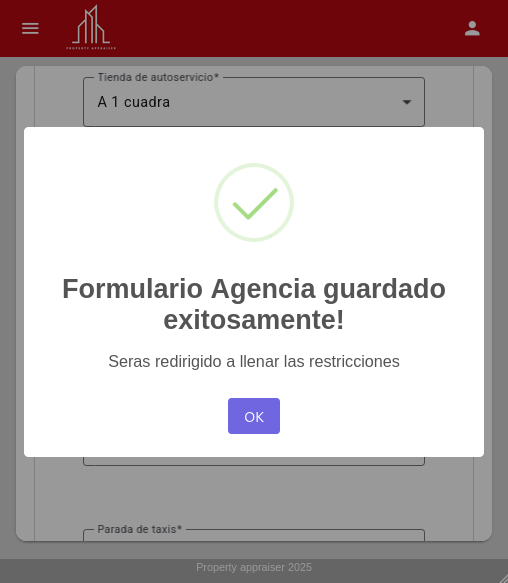 PROPERTY APPRAISER
Tienda de autoservicio*
A 1 cuadra
Formulario Agencia guardado
exitosamente!
Seras redirigido a llenar las restricciones
OK
Parada de taxis*
Property appraiser 2025